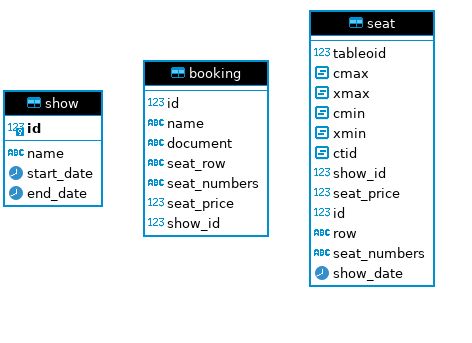 show
123 id
ABC name
start_date
end_date
booking
123 id
ABC name
ABC document
ABC seat_row
ABC seat_numbers
123 seat_price
123 show_id
seat
123 tableoid
cmax
xmax
cmin
xmin
ctid
123 show_id
123 seat_price
123 id
ABC row
ABC seat_numbers
show_date